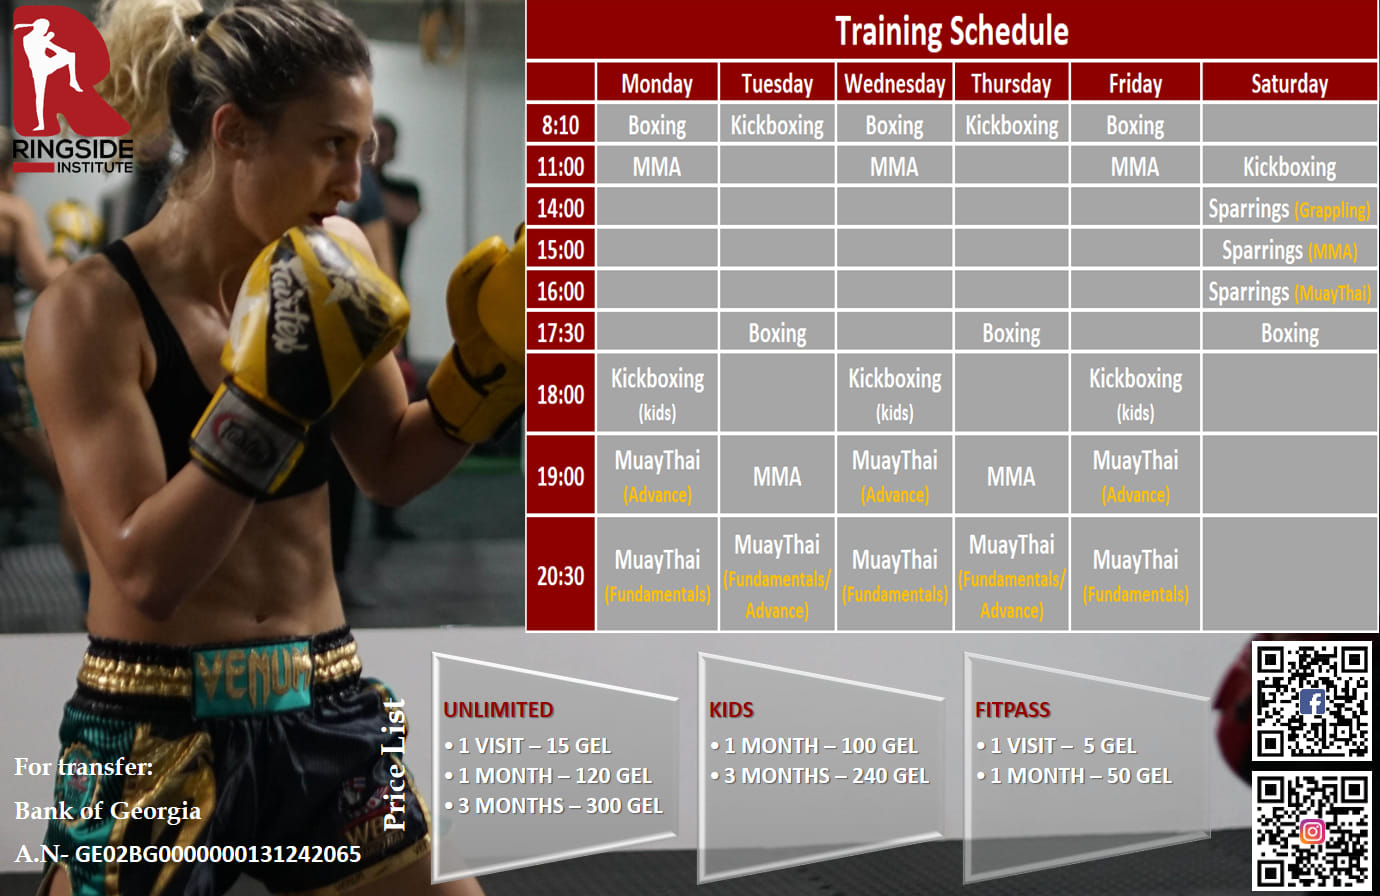 RINGSIDE
INSTITUTE
Training Schedule
Monday Tuesday Wednesday Thursday Friday Saturday
8:10 Boxing Kickboxing Boxing Kickboxing Boxing
11:00 MMA MMA MMA Kickboxing
14:00 Sparrings (Grappling)
15:00 Sparrings (MMA)
16:00 Sparrings (MuayThai)
17:30 Boxing Boxing Boxing
18:00 Kickboxing (kids) Kickboxing (kids) Kickboxing (kids)
19:00 MuayThai (Advance) MMA MuayThai (Advance) MMA MuayThai (Advance)
20:30 MuayThai (Fundamentals) MuayThai (Fundamentals/ Advance) MuayThai (Fundamentals) MuayThai (Fundamentals/ Advance) MuayThai (Fundamentals)
Fairtex
VENUM
For transfer:
Bank of Georgia
A.N- GE02BG0000000131242065
Price List
UNLIMITED
• 1 VISIT – 15 GEL
• 1 MONTH – 120 GEL
• 3 MONTHS – 300 GEL
KIDS
• 1 MONTH – 100 GEL
• 3 MONTHS – 240 GEL
FITPASS
• 1 VISIT – 5 GEL
• 1 MONTH – 50 GEL